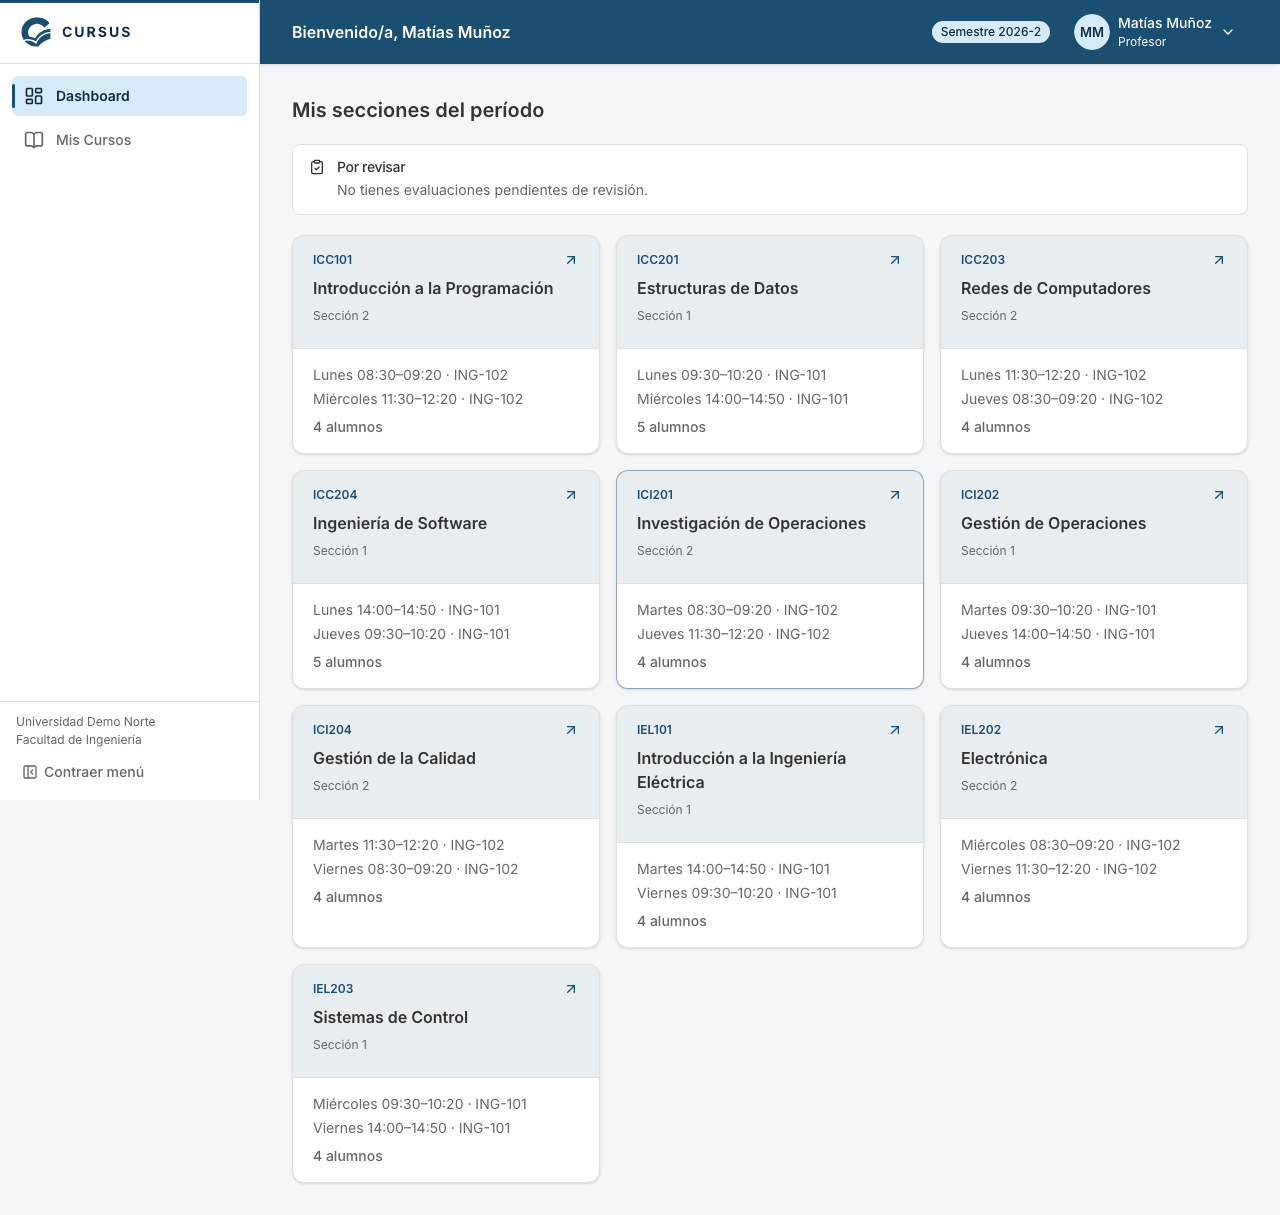 CURSUS
Bienvenido/a, Matías Muñoz
Semestre 2026-2
MM
Matías Muñoz
Profesor
Dashboard
Mis Cursos
Universidad Demo Norte
Facultad de Ingeniería
Contraer menú
Mis secciones del período
Por revisar
No tienes evaluaciones pendientes de revisión.
ICC101
Introducción a la Programación
Sección 2
Lunes 08:30–09:20 · ING-102
Miércoles 11:30–12:20 · ING-102
4 alumnos
ICC201
Estructuras de Datos
Sección 1
Lunes 09:30–10:20 · ING-101
Miércoles 14:00–14:50 · ING-101
5 alumnos
ICC203
Redes de Computadores
Sección 2
Lunes 11:30–12:20 · ING-102
Jueves 08:30–09:20 · ING-102
4 alumnos
ICC204
Ingeniería de Software
Sección 1
Lunes 14:00–14:50 · ING-101
Jueves 09:30–10:20 · ING-101
5 alumnos
ICI201
Investigación de Operaciones
Sección 2
Martes 08:30–09:20 · ING-102
Jueves 11:30–12:20 · ING-102
4 alumnos
ICI202
Gestión de Operaciones
Sección 1
Martes 09:30–10:20 · ING-101
Jueves 14:00–14:50 · ING-101
4 alumnos
ICI204
Gestión de la Calidad
Sección 2
Martes 11:30–12:20 · ING-102
Viernes 08:30–09:20 · ING-102
4 alumnos
IEL101
Introducción a la Ingeniería
Eléctrica
Sección 1
Martes 14:00–14:50 · ING-101
Viernes 09:30–10:20 · ING-101
4 alumnos
IEL202
Electrónica
Sección 2
Miércoles 08:30–09:20 · ING-102
Viernes 11:30–12:20 · ING-102
4 alumnos
IEL203
Sistemas de Control
Sección 1
Miércoles 09:30–10:20 · ING-101
Viernes 14:00–14:50 · ING-101
4 alumnos